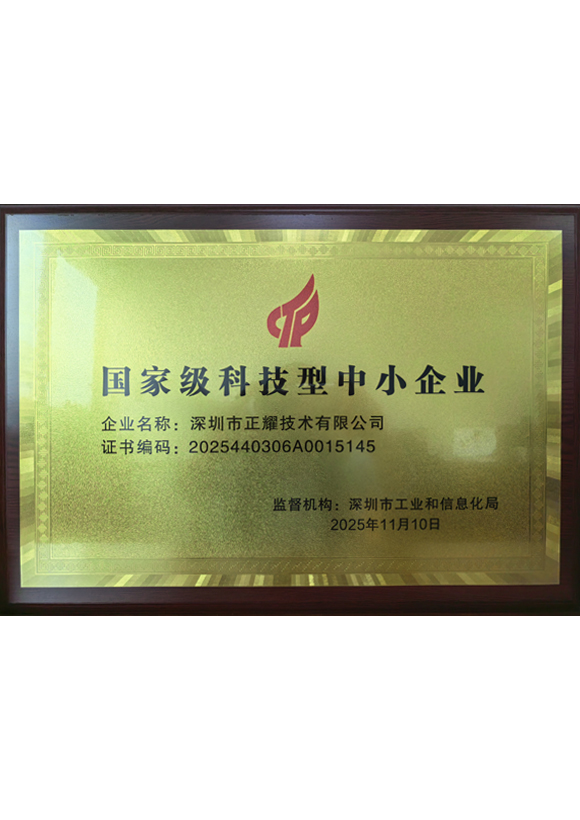 CTP
国家级科技型中小企业
企业名称：深圳市正耀技术有限公司
证书编码：2025440306A0015145
监督机构：深圳市工业和信息化局
2025年11月10日